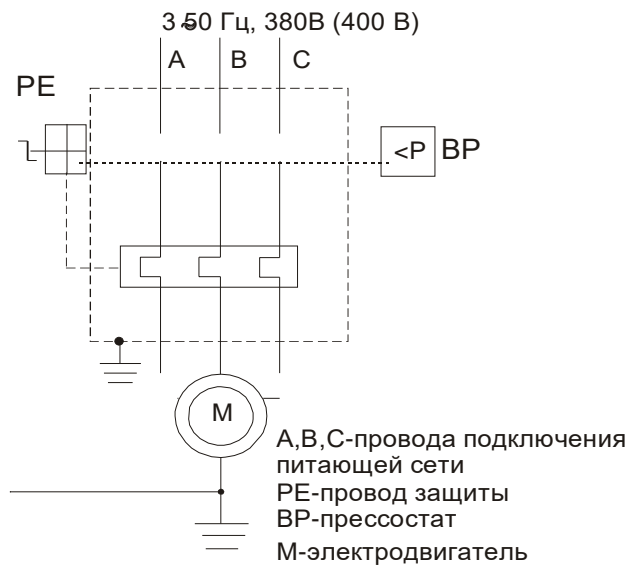 3~50 Гц, 380В (400 В)
A B C
PE
<P BP
M
A,B,C-провода подключения
питающей сети
PE-провод защиты
BP-прессостат
М-электродвигатель